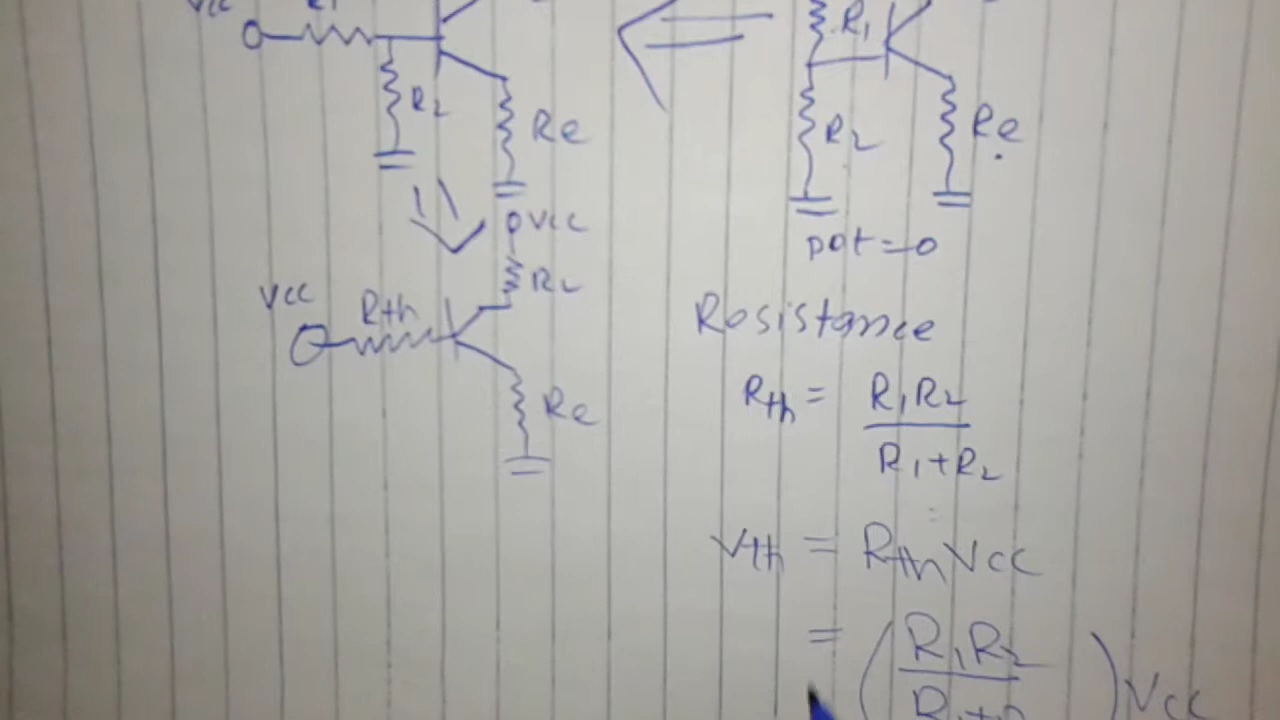 Vcc
R1
R2
Re
R1
R2
Re
pot=0
Vcc
RL
Vcc
Rth
Re
Resistance
Rth = R1R2
R1+R2
Vth = Rth Vcc
= (R1R2
) Vcc